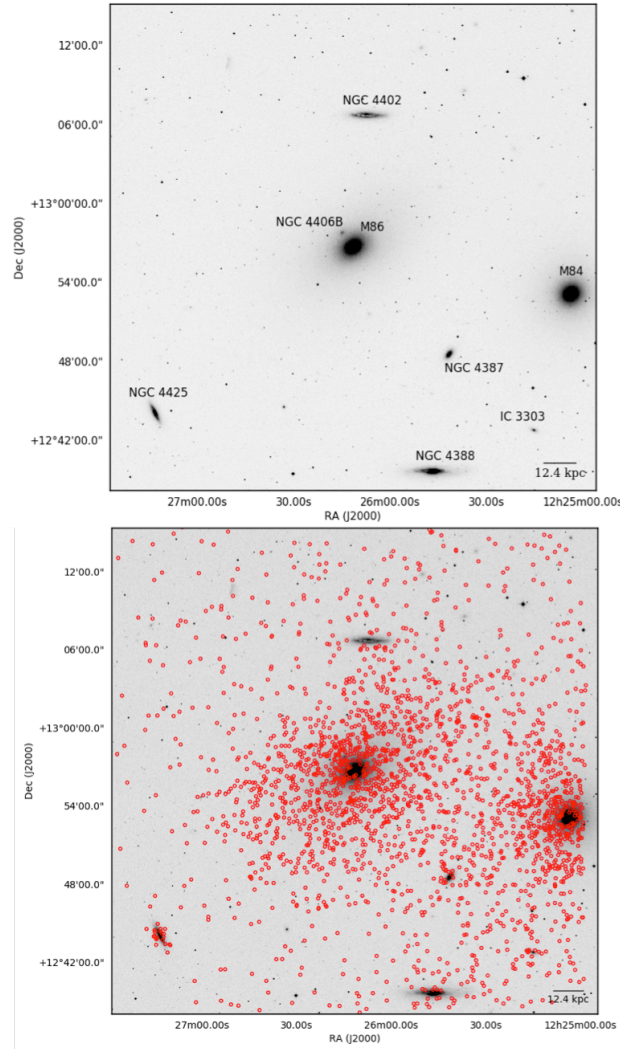 12'00.0"
NGC 4402
06'00.0"
+13°00'00.0"
NGC 4406B M86
Dec (J2000)
M84
54'00.0"
48'00.0"
NGC 4387
NGC 4425
IC 3303
+12°42'00.0"
NGC 4388
12.4 kpc
27m00.00s 30.00s 26m00.00s 30.00s 12h25m00.00s
RA (J2000)
12'00.0"
06'00.0"
+13°00'00.0"
Dec (J2000)
54'00.0"
48'00.0"
+12°42'00.0"
12.4 kpc
27m00.00s 30.00s 26m00.00s 30.00s 12h25m00.00s
RA (J2000)